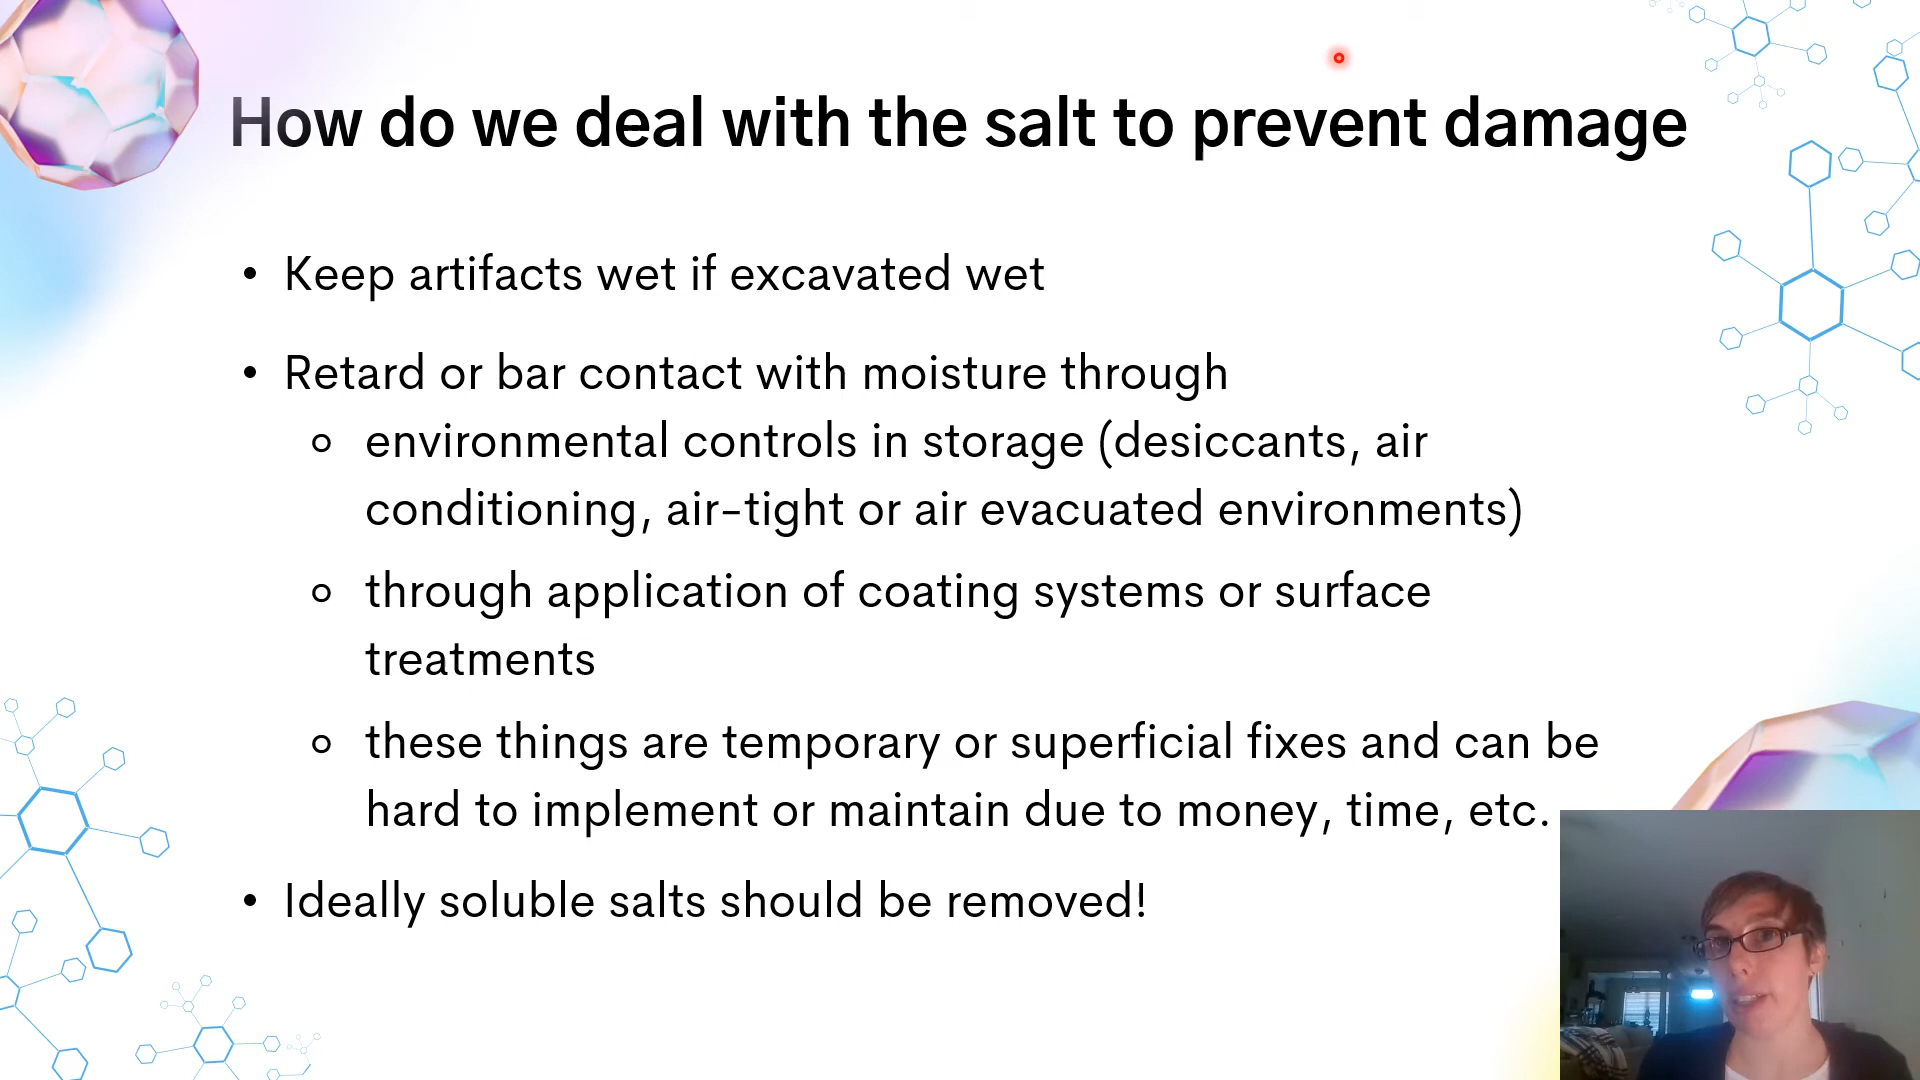 How do we deal with the salt to prevent damage
• Keep artifacts wet if excavated wet
• Retard or bar contact with moisture through
○ environmental controls in storage (desiccants, air
conditioning, air-tight or air evacuated environments)
○ through application of coating systems or surface
treatments
○ these things are temporary or superficial fixes and can be
hard to implement or maintain due to money, time, etc.
• Ideally soluble salts should be removed!